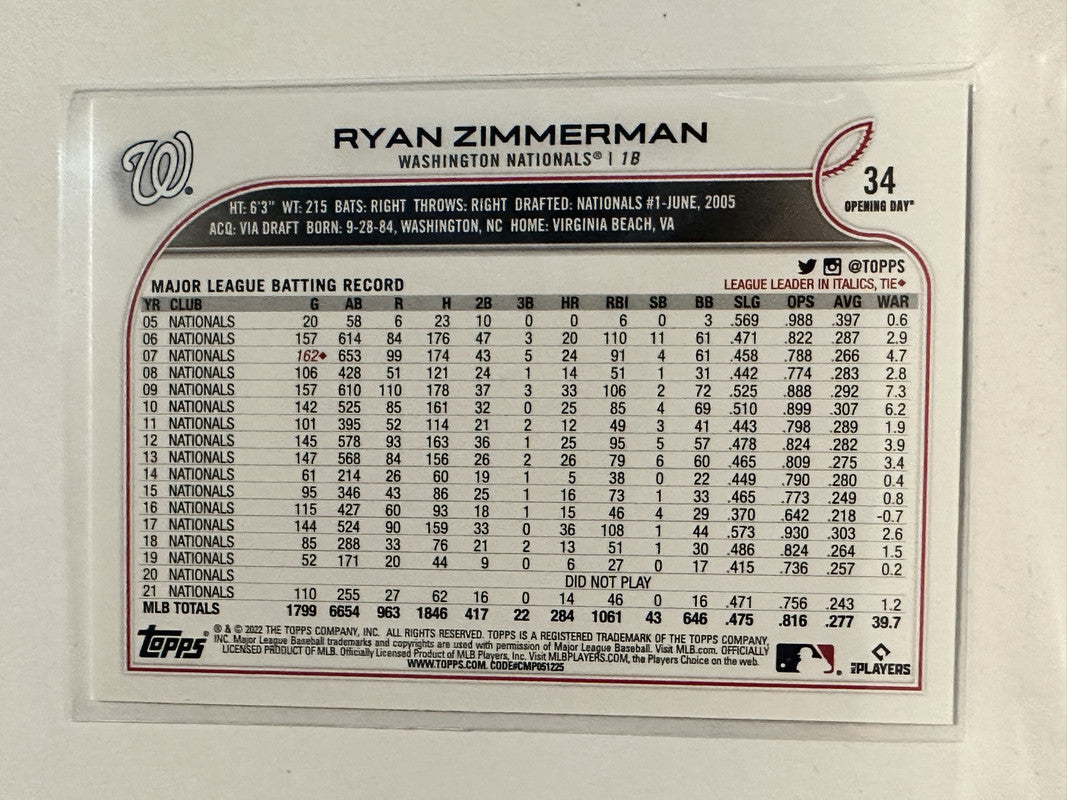 W
RYAN ZIMMERMAN
WASHINGTON NATIONALS® | 1B
34
OPENING DAY®
HT: 6'3" WT: 215 BATS: RIGHT THROWS: RIGHT DRAFTED: NATIONALS #1-JUNE, 2005
ACQ: VIA DRAFT BORN: 9-28-84, WASHINGTON, NC HOME: VIRGINIA BEACH, VA
@TOPPS
MAJOR LEAGUE BATTING RECORD LEAGUE LEADER IN ITALICS, TIE◆
YR CLUB G AB R H 2B 3B HR RBI SB BB SLG OPS AVG WAR
05 NATIONALS 20 58 6 23 10 0 0 6 0 3 .569 .988 .397 0.6
06 NATIONALS 157 614 84 176 47 3 20 110 11 61 .471 .822 .287 2.9
07 NATIONALS 162◆ 653 99 174 43 5 24 91 4 61 .458 .788 .266 4.7
08 NATIONALS 106 428 51 121 24 1 14 51 1 31 .442 .774 .283 2.8
09 NATIONALS 157 610 110 178 37 3 33 106 2 72 .525 .888 .292 7.3
10 NATIONALS 142 525 85 161 32 0 25 85 4 69 .510 .899 .307 6.2
11 NATIONALS 101 395 52 114 21 2 12 49 3 41 .443 .798 .289 1.9
12 NATIONALS 145 578 93 163 36 1 25 95 5 57 .478 .824 .282 3.9
13 NATIONALS 147 568 84 156 26 2 26 79 6 60 .465 .809 .275 3.4
14 NATIONALS 61 214 26 60 19 1 5 38 0 22 .449 .790 .280 0.4
15 NATIONALS 95 346 43 86 25 1 16 73 1 33 .465 .773 .249 0.8
16 NATIONALS 115 427 60 93 18 1 15 46 4 29 .370 .642 .218 -0.7
17 NATIONALS 144 524 90 159 33 0 36 108 1 44 .573 .930 .303 2.6
18 NATIONALS 85 288 33 76 21 2 13 51 1 30 .486 .824 .264 1.5
19 NATIONALS 52 171 20 44 9 0 6 27 0 17 .415 .736 .257 0.2
20 NATIONALS DID NOT PLAY
21 NATIONALS 110 255 27 62 16 0 14 46 0 16 .471 .756 .243 1.2
MLB TOTALS 1799 6654 963 1846 417 22 284 1061 43 646 .475 .816 .277 39.7
topps®
® & © 2022 THE TOPPS COMPANY, INC. ALL RIGHTS RESERVED. TOPPS IS A REGISTERED TRADEMARK OF THE TOPPS COMPANY,
INC. Major League Baseball trademarks and copyrights are used with permission of Major League Baseball. Visit MLB.com. OFFICIALLY
LICENSED PRODUCT OF MLB. Officially Licensed Product of MLB Players, Inc. Visit MLBPLAYERS.COM, the Players Choice on the web.
WWW.TOPPS.COM. CODE#CMP051225
MLB PLAYERS